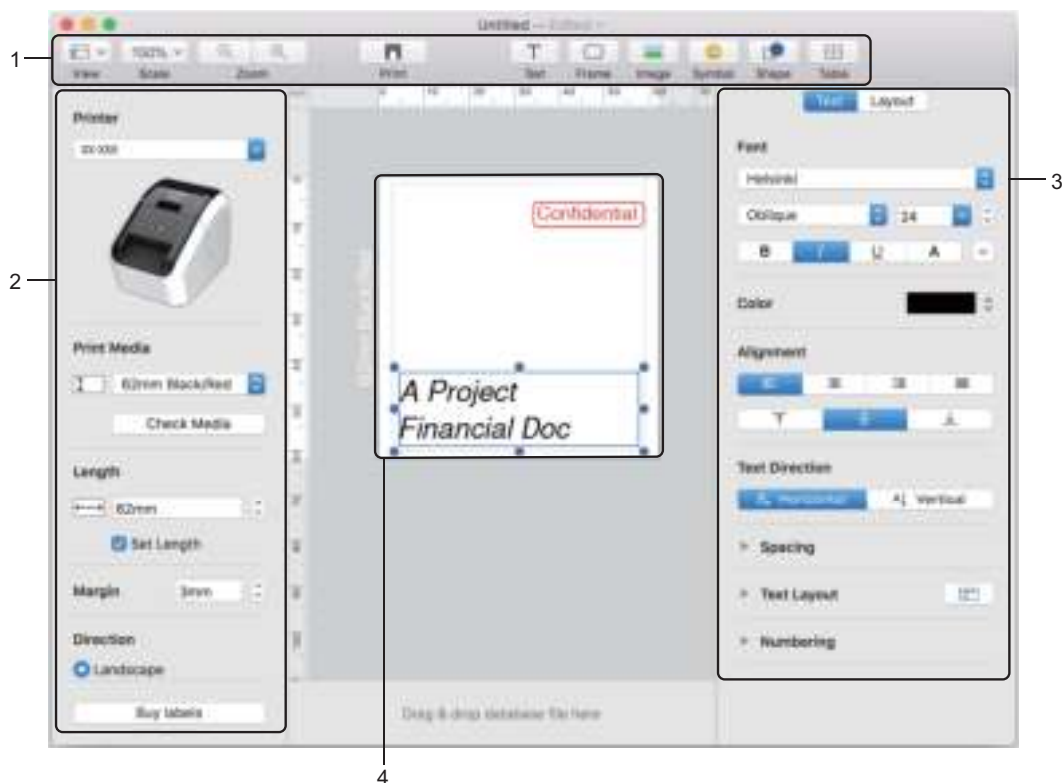 Untitled — Edited
1
View
100%
Scale
Zoom
Print
Text
Frame
Image
Symbol
Shape
Table
2
Printer
Print Media
62mm Black/Red
Check Media
Length
62mm
Set Length
Margin 3mm
Direction
Landscape
Buy labels
Confidential
A Project
Financial Doc
4
Drag & drop database file here
3
Text Layout
Font
Helsinki
Oblique 24
B I U A
Color
Alignment
Text Direction
Horizontal Vertical
Spacing
Text Layout
Numbering